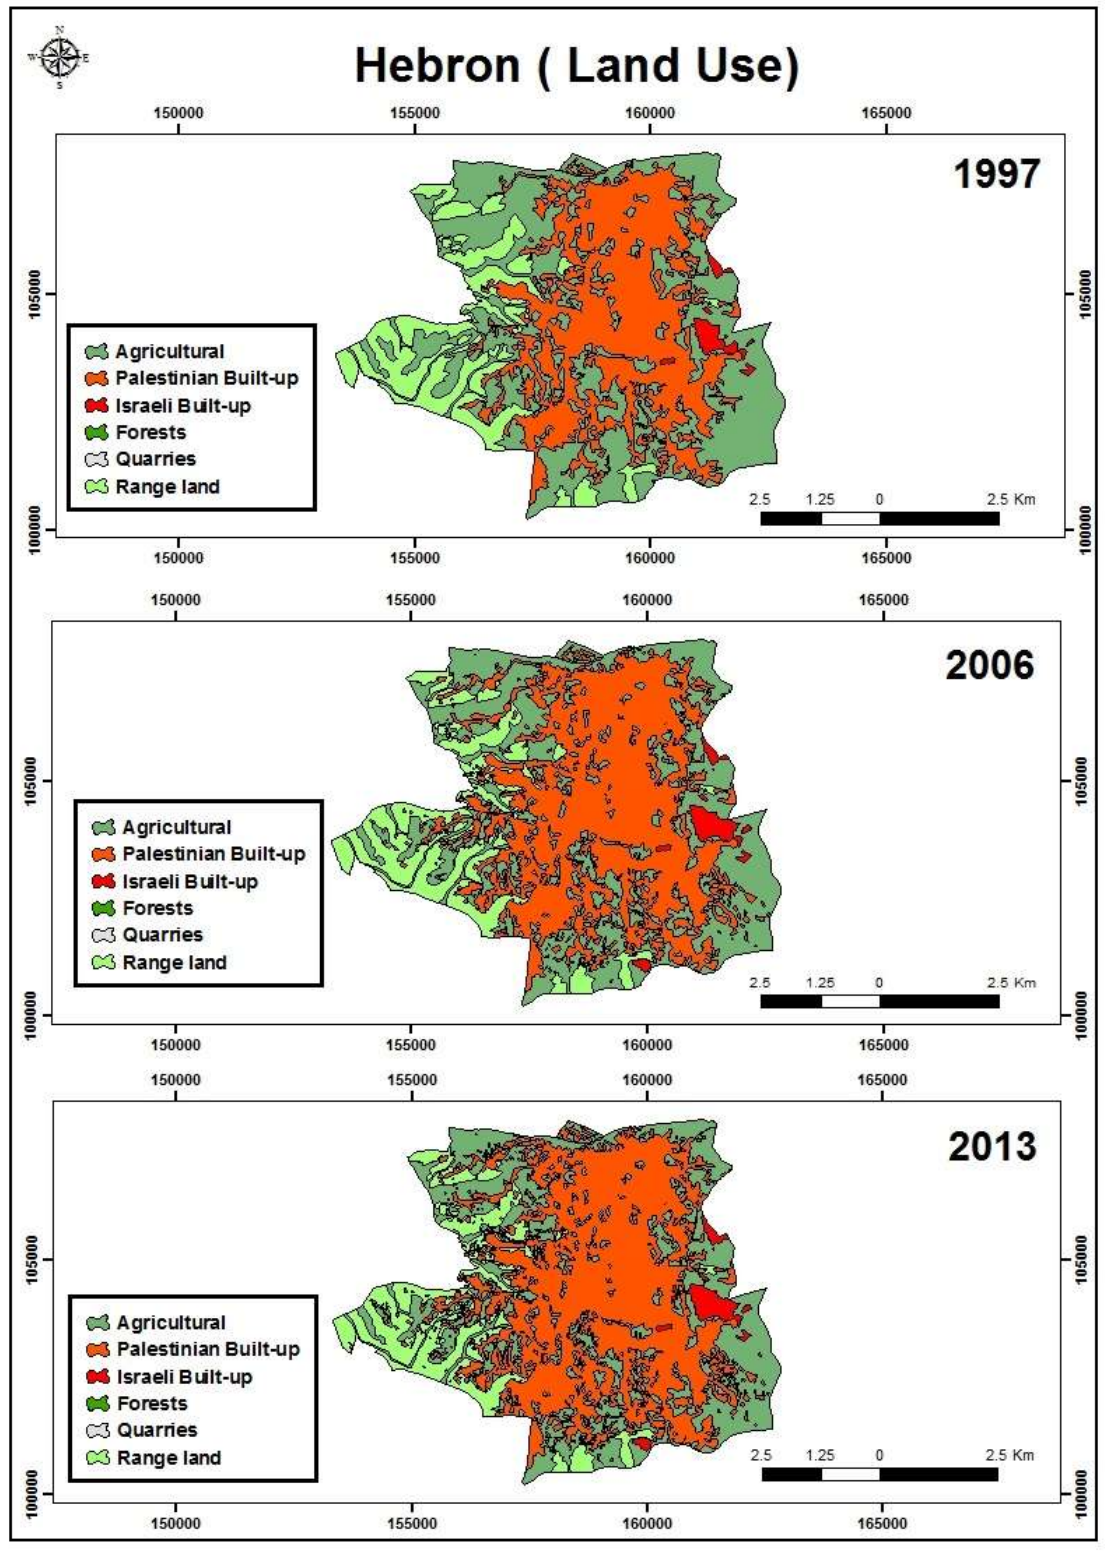 N
W E
S
Hebron ( Land Use)
150000 155000 160000 165000
1997
105000 105000
Agricultural
Palestinian Built-up
Israeli Built-up
Forests
Quarries
Range land
2.5 1.25 0 2.5 Km
100000 100000
150000 155000 160000 165000
150000 155000 160000 165000
2006
105000 105000
Agricultural
Palestinian Built-up
Israeli Built-up
Forests
Quarries
Range land
2.5 1.25 0 2.5 Km
100000 100000
150000 155000 160000 165000
150000 155000 160000 165000
2013
105000 105000
Agricultural
Palestinian Built-up
Israeli Built-up
Forests
Quarries
Range land
2.5 1.25 0 2.5 Km
100000 100000
150000 155000 160000 165000